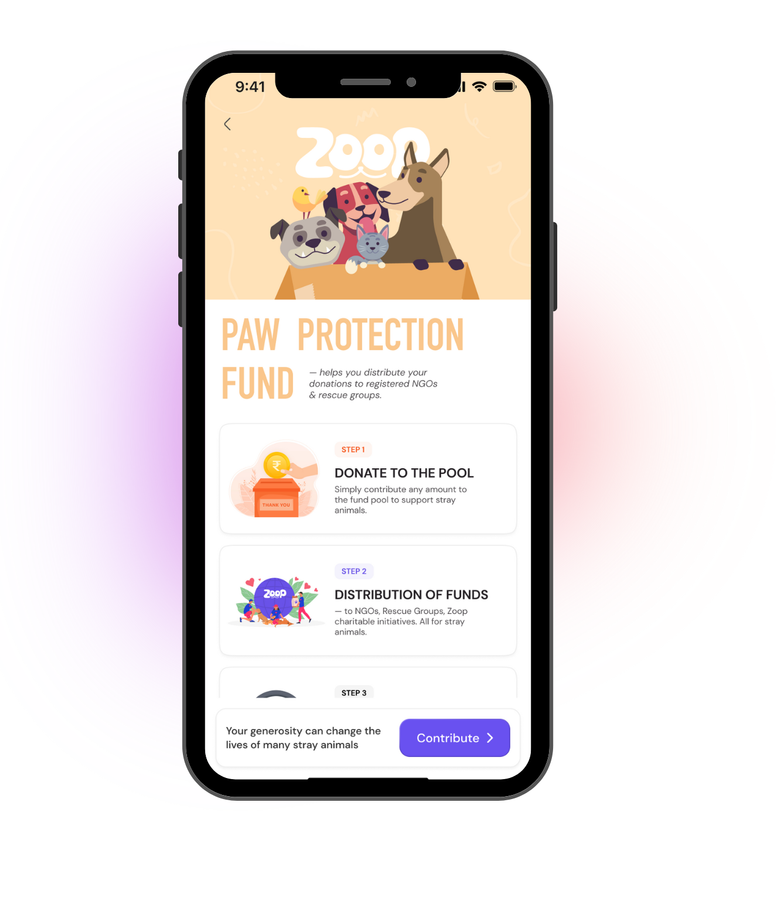 9:41
Zoop
PAW PROTECTION
FUND
— helps you distribute your
donations to registered NGOs
& rescue groups.
STEP 1
DONATE TO THE POOL
Simply contribute any amount to
the fund pool to support stray
animals.
₹
THANK YOU
STEP 2
DISTRIBUTION OF FUNDS
— to NGOs, Rescue Groups, Zoop
charitable initiatives. All for stray
animals.
Zoop
STEP 3
Your generosity can change the
lives of many stray animals
Contribute